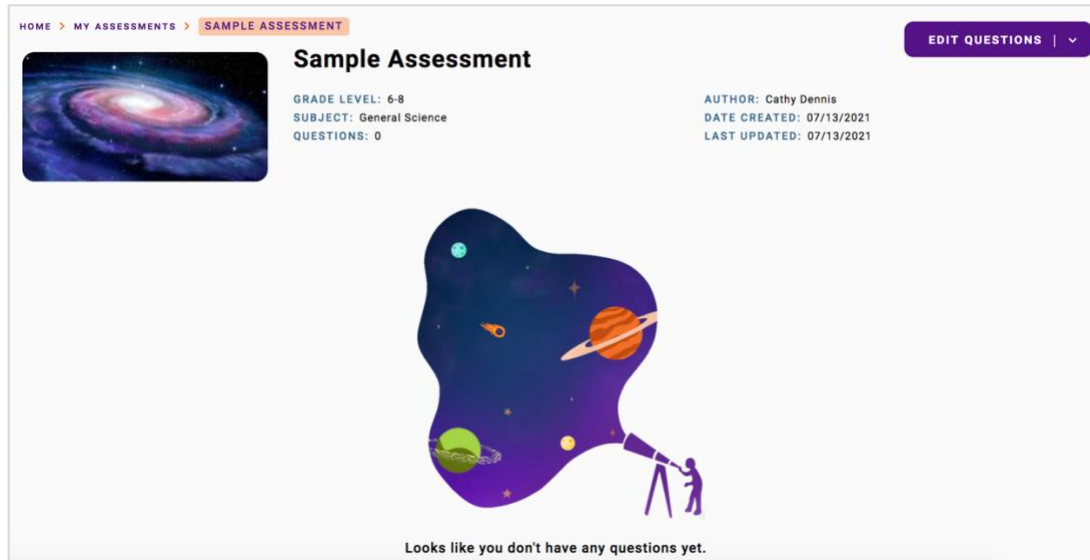 HOME > MY ASSESSMENTS > SAMPLE ASSESSMENT
EDIT QUESTIONS |
Sample Assessment
GRADE LEVEL: 6-8
SUBJECT: General Science
QUESTIONS: 0
AUTHOR: Cathy Dennis
DATE CREATED: 07/13/2021
LAST UPDATED: 07/13/2021
Looks like you don't have any questions yet.